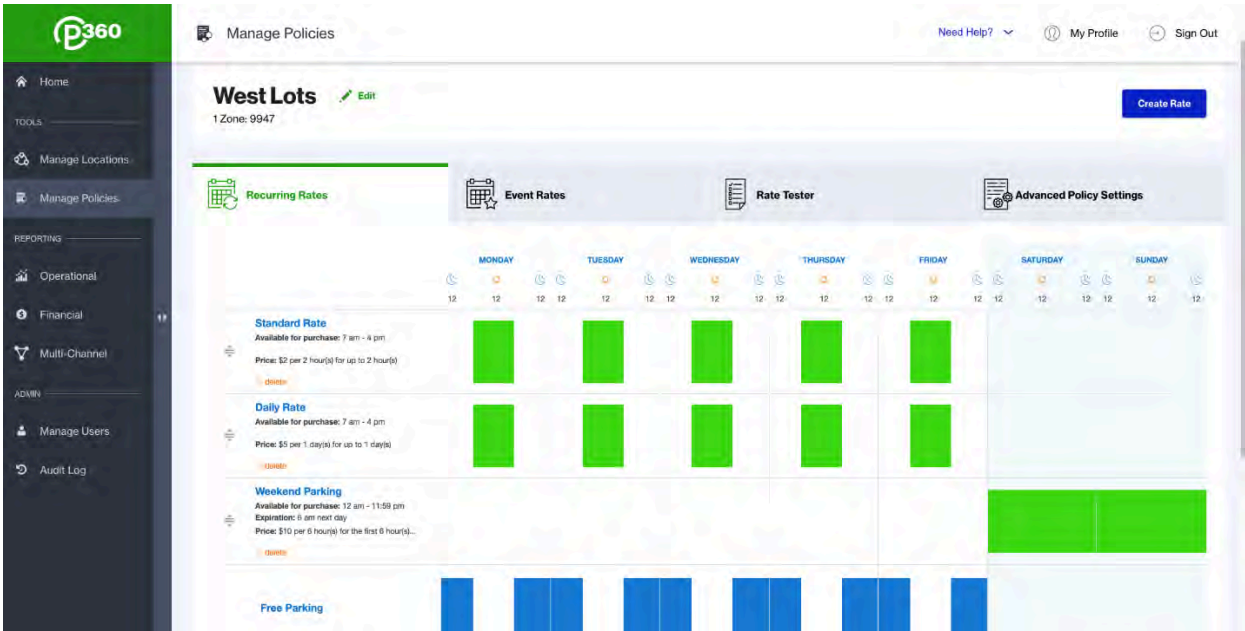 P360
Manage Policies
Need Help?
My Profile
Sign Out
Home
TOOLS
Manage Locations
Manage Policies
REPORTING
Operational
Financial
Multi-Channel
ADMIN
Manage Users
Audit Log
West Lots
Edit
1 Zone: 9947
Create Rate
Recurring Rates
Event Rates
Rate Tester
Advanced Policy Settings
MONDAY TUESDAY WEDNESDAY THURSDAY FRIDAY SATURDAY SUNDAY
12 12 12 12 12 12 12 12 12 12 12 12 12 12 12 12 12 12 12 12 12
Standard Rate
Available for purchase: 7 am - 4 pm
Price: $2 per 2 hour(s) for up to 2 hour(s)
delete
Daily Rate
Available for purchase: 7 am - 4 pm
Price: $5 per 1 day(s) for up to 1 day(s)
delete
Weekend Parking
Available for purchase: 12 am - 11:59 pm
Expiration: 6 am next day
Price: $10 per 6 hour(s) for the first 6 hour(s)...
delete
Free Parking